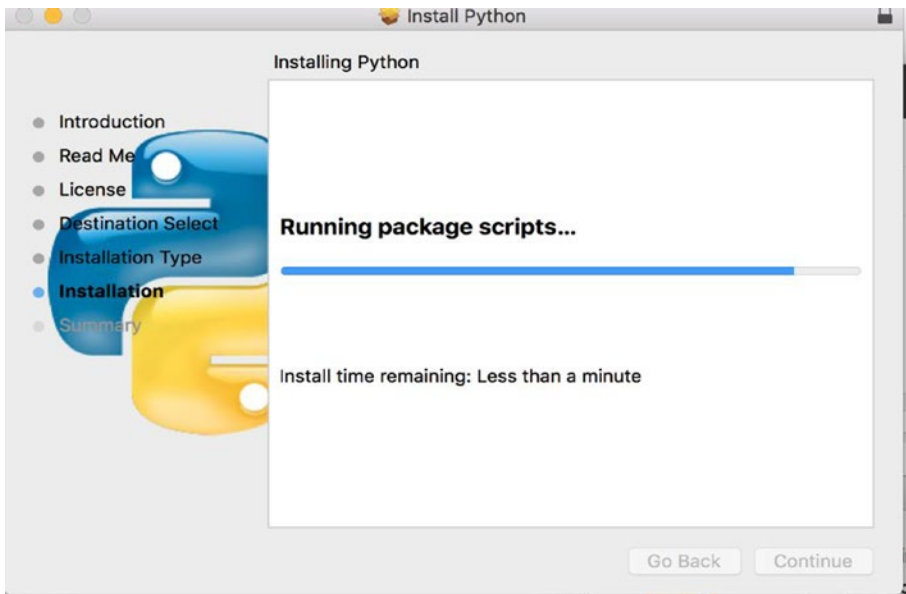 Install Python
Installing Python
Introduction
Read Me
License
Destination Select
Installation Type
Installation
Summary
Running package scripts...
Install time remaining: Less than a minute
Go Back
Continue